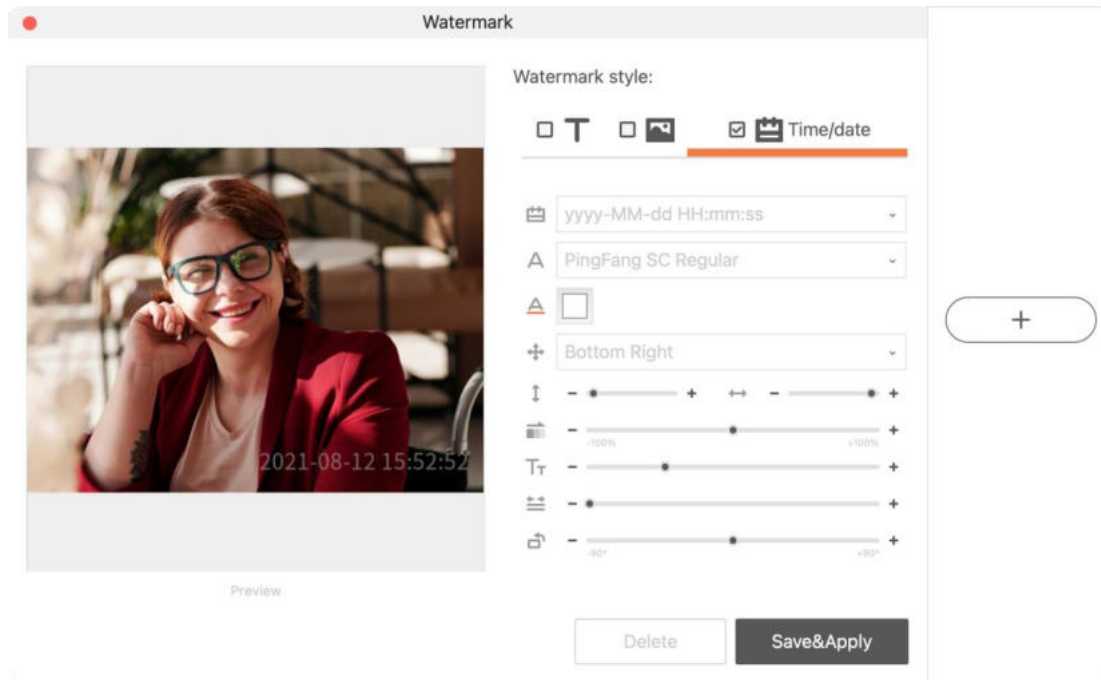 Watermark
Watermark style:
T
Time/date
yyyy-MM-dd HH:mm:ss
A PingFang SC Regular
A
Bottom Right
- + - +
- +
-100% +100%
TT - +
- +
- +
-90° +90°
2021-08-12 15:52:52
Preview
Delete Save&Apply
+